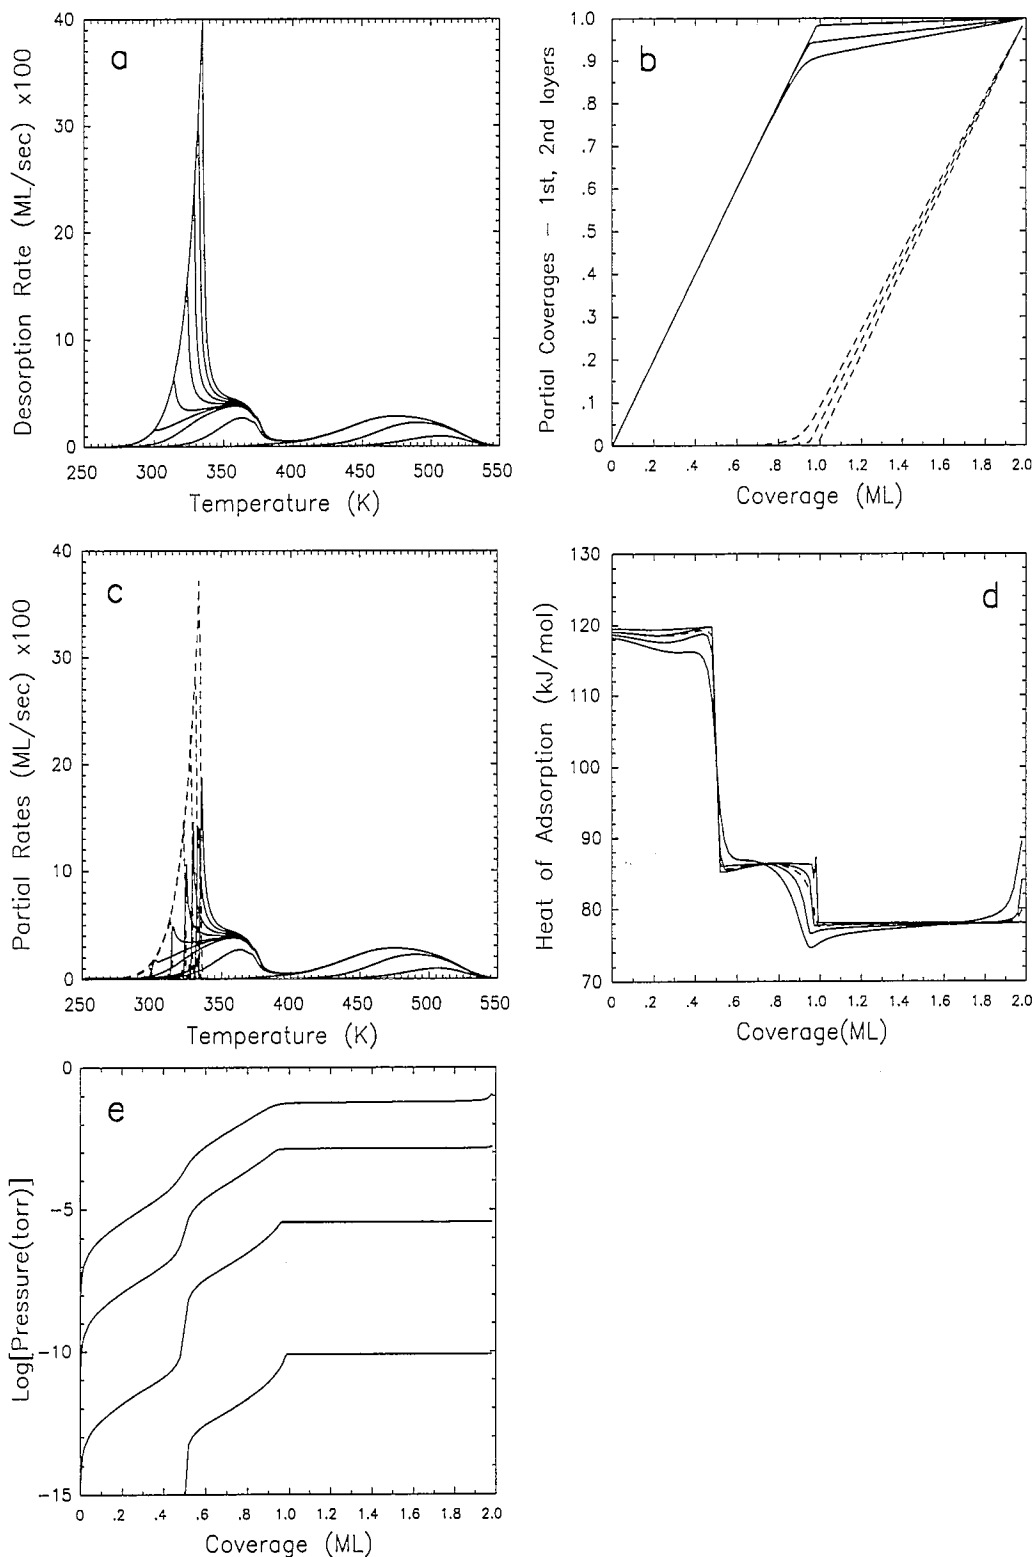 a
Desorption Rate (ML/sec) x100
40
30
20
10
0
250 300 350 400 450 500 550
Temperature (K)
b
Partial Coverages – 1st, 2nd layers
1.0
.9
.8
.7
.6
.5
.4
.3
.2
.1
0
0 .2 .4 .6 .8 1.0 1.2 1.4 1.6 1.8 2.0
Coverage (ML)
c
Partial Rates (ML/sec) x100
40
30
20
10
0
250 300 350 400 450 500 550
Temperature (K)
d
Heat of Adsorption (kJ/mol)
130
120
110
100
90
80
70
0 .2 .4 .6 .8 1.0 1.2 1.4 1.6 1.8 2.0
Coverage(ML)
e
Log[Pressure(torr)]
0
-5
-10
-15
0 .2 .4 .6 .8 1.0 1.2 1.4 1.6 1.8 2.0
Coverage (ML)